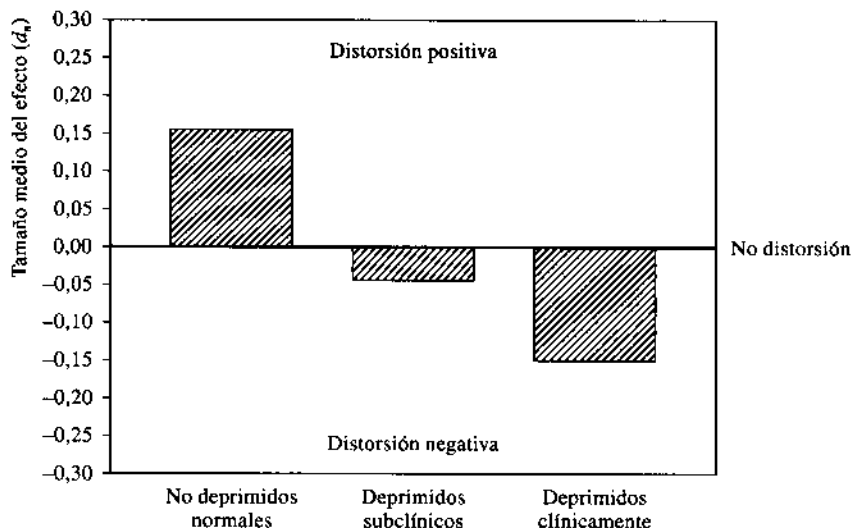 Tamaño medio del efecto (dn)
0,30
0,25
0,20
0,15
0,10
0,05
0,00
−0,05
−0,10
−0,15
−0,20
−0,25
−0,30
Distorsión positiva
No distorsión
Distorsión negativa
No deprimidos
normales
Deprimidos
subclínicos
Deprimidos
clínicamente